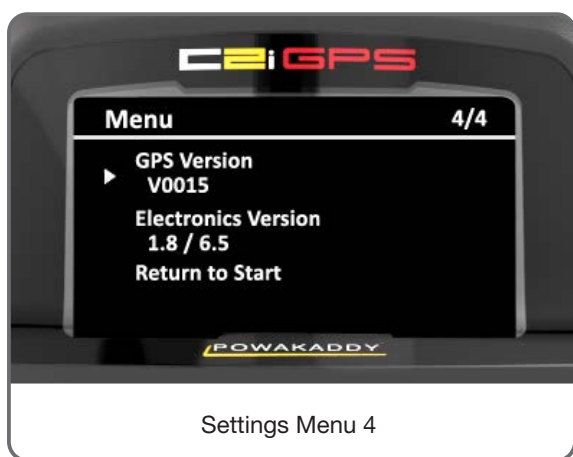 C2i GPS
Menu 4/4
GPS Version
V0015
Electronics Version
1.8 / 6.5
Return to Start
POWAKADDY
Settings Menu 4